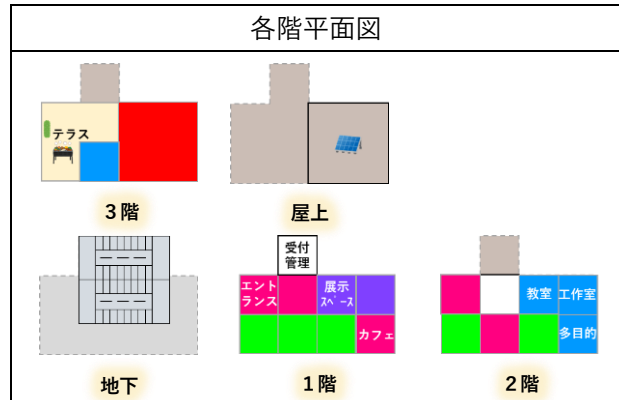 各階平面図
テラス
3階
屋上
受付
管理
エント
ランス
展示
スペース
カフェ
教室
工作室
多目的
地下
1階
2階